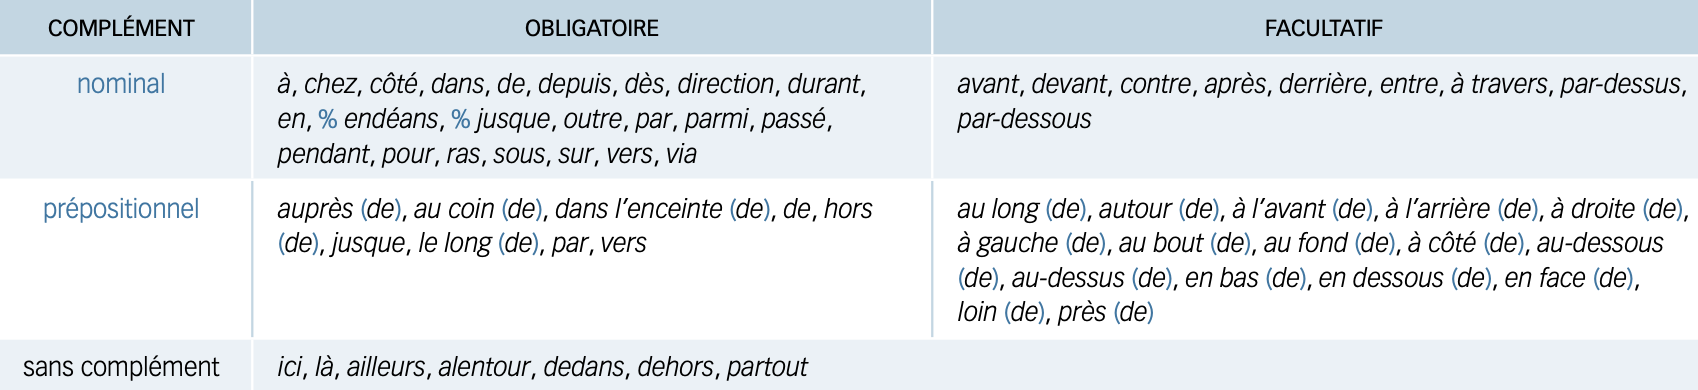 COMPLÉMENT OBLIGATOIRE FACULTATIF
nominal
à, chez, côté, dans, de, depuis, dès, direction, durant,
en, % endéans, % jusque, outre, par, parmi, passé,
pendant, pour, ras, sous, sur, vers, via
avant, devant, contre, après, derrière, entre, à travers, par-dessus,
par-dessous
prépositionnel
auprès (de), au coin (de), dans l’enceinte (de), de, hors
(de), jusque, le long (de), par, vers
au long (de), autour (de), à l’avant (de), à l’arrière (de), à droite (de),
à gauche (de), au bout (de), au fond (de), à côté (de), au-dessous
(de), au-dessus (de), en bas (de), en dessous (de), en face (de),
loin (de), près (de)
sans complément
ici, là, ailleurs, alentour, dedans, dehors, partout